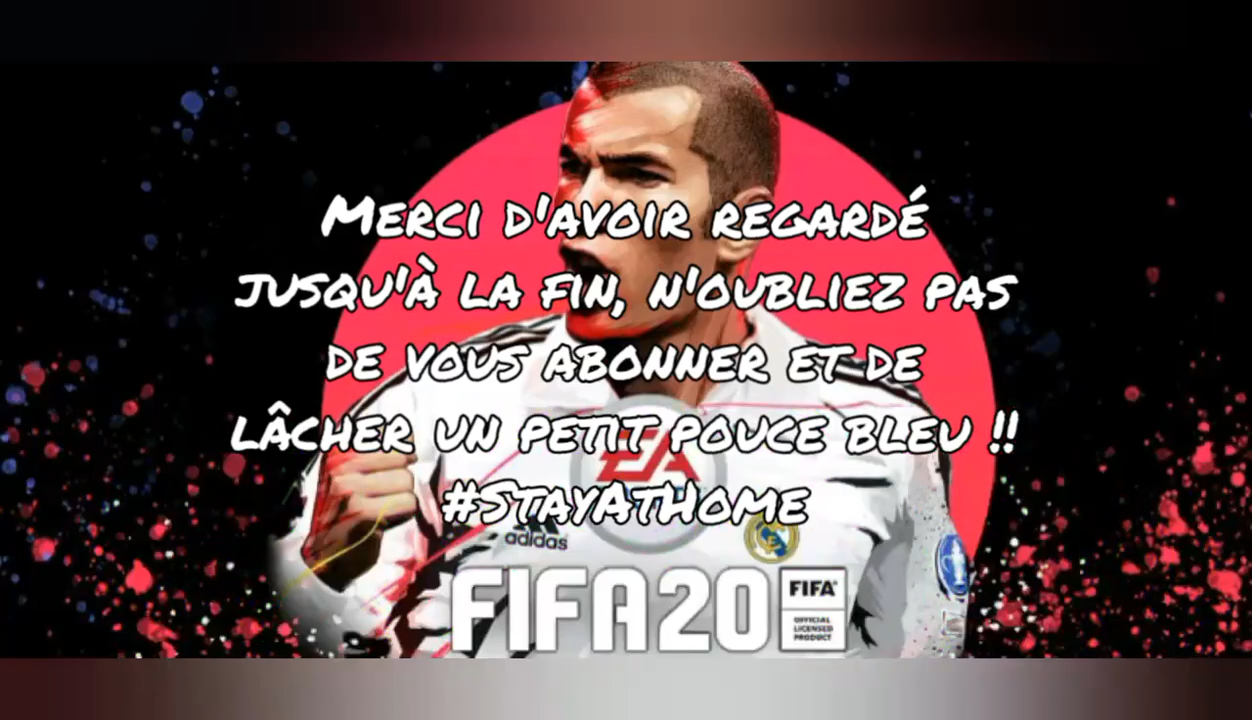 Merci d'avoir regardé
jusqu'à la fin, n'oubliez pas
de vous abonner et de
lâcher un petit pouce bleu !!
#StayAtHome
EA
adidas
FIFA20
FIFA
OFFICIAL
LICENSED
PRODUCT